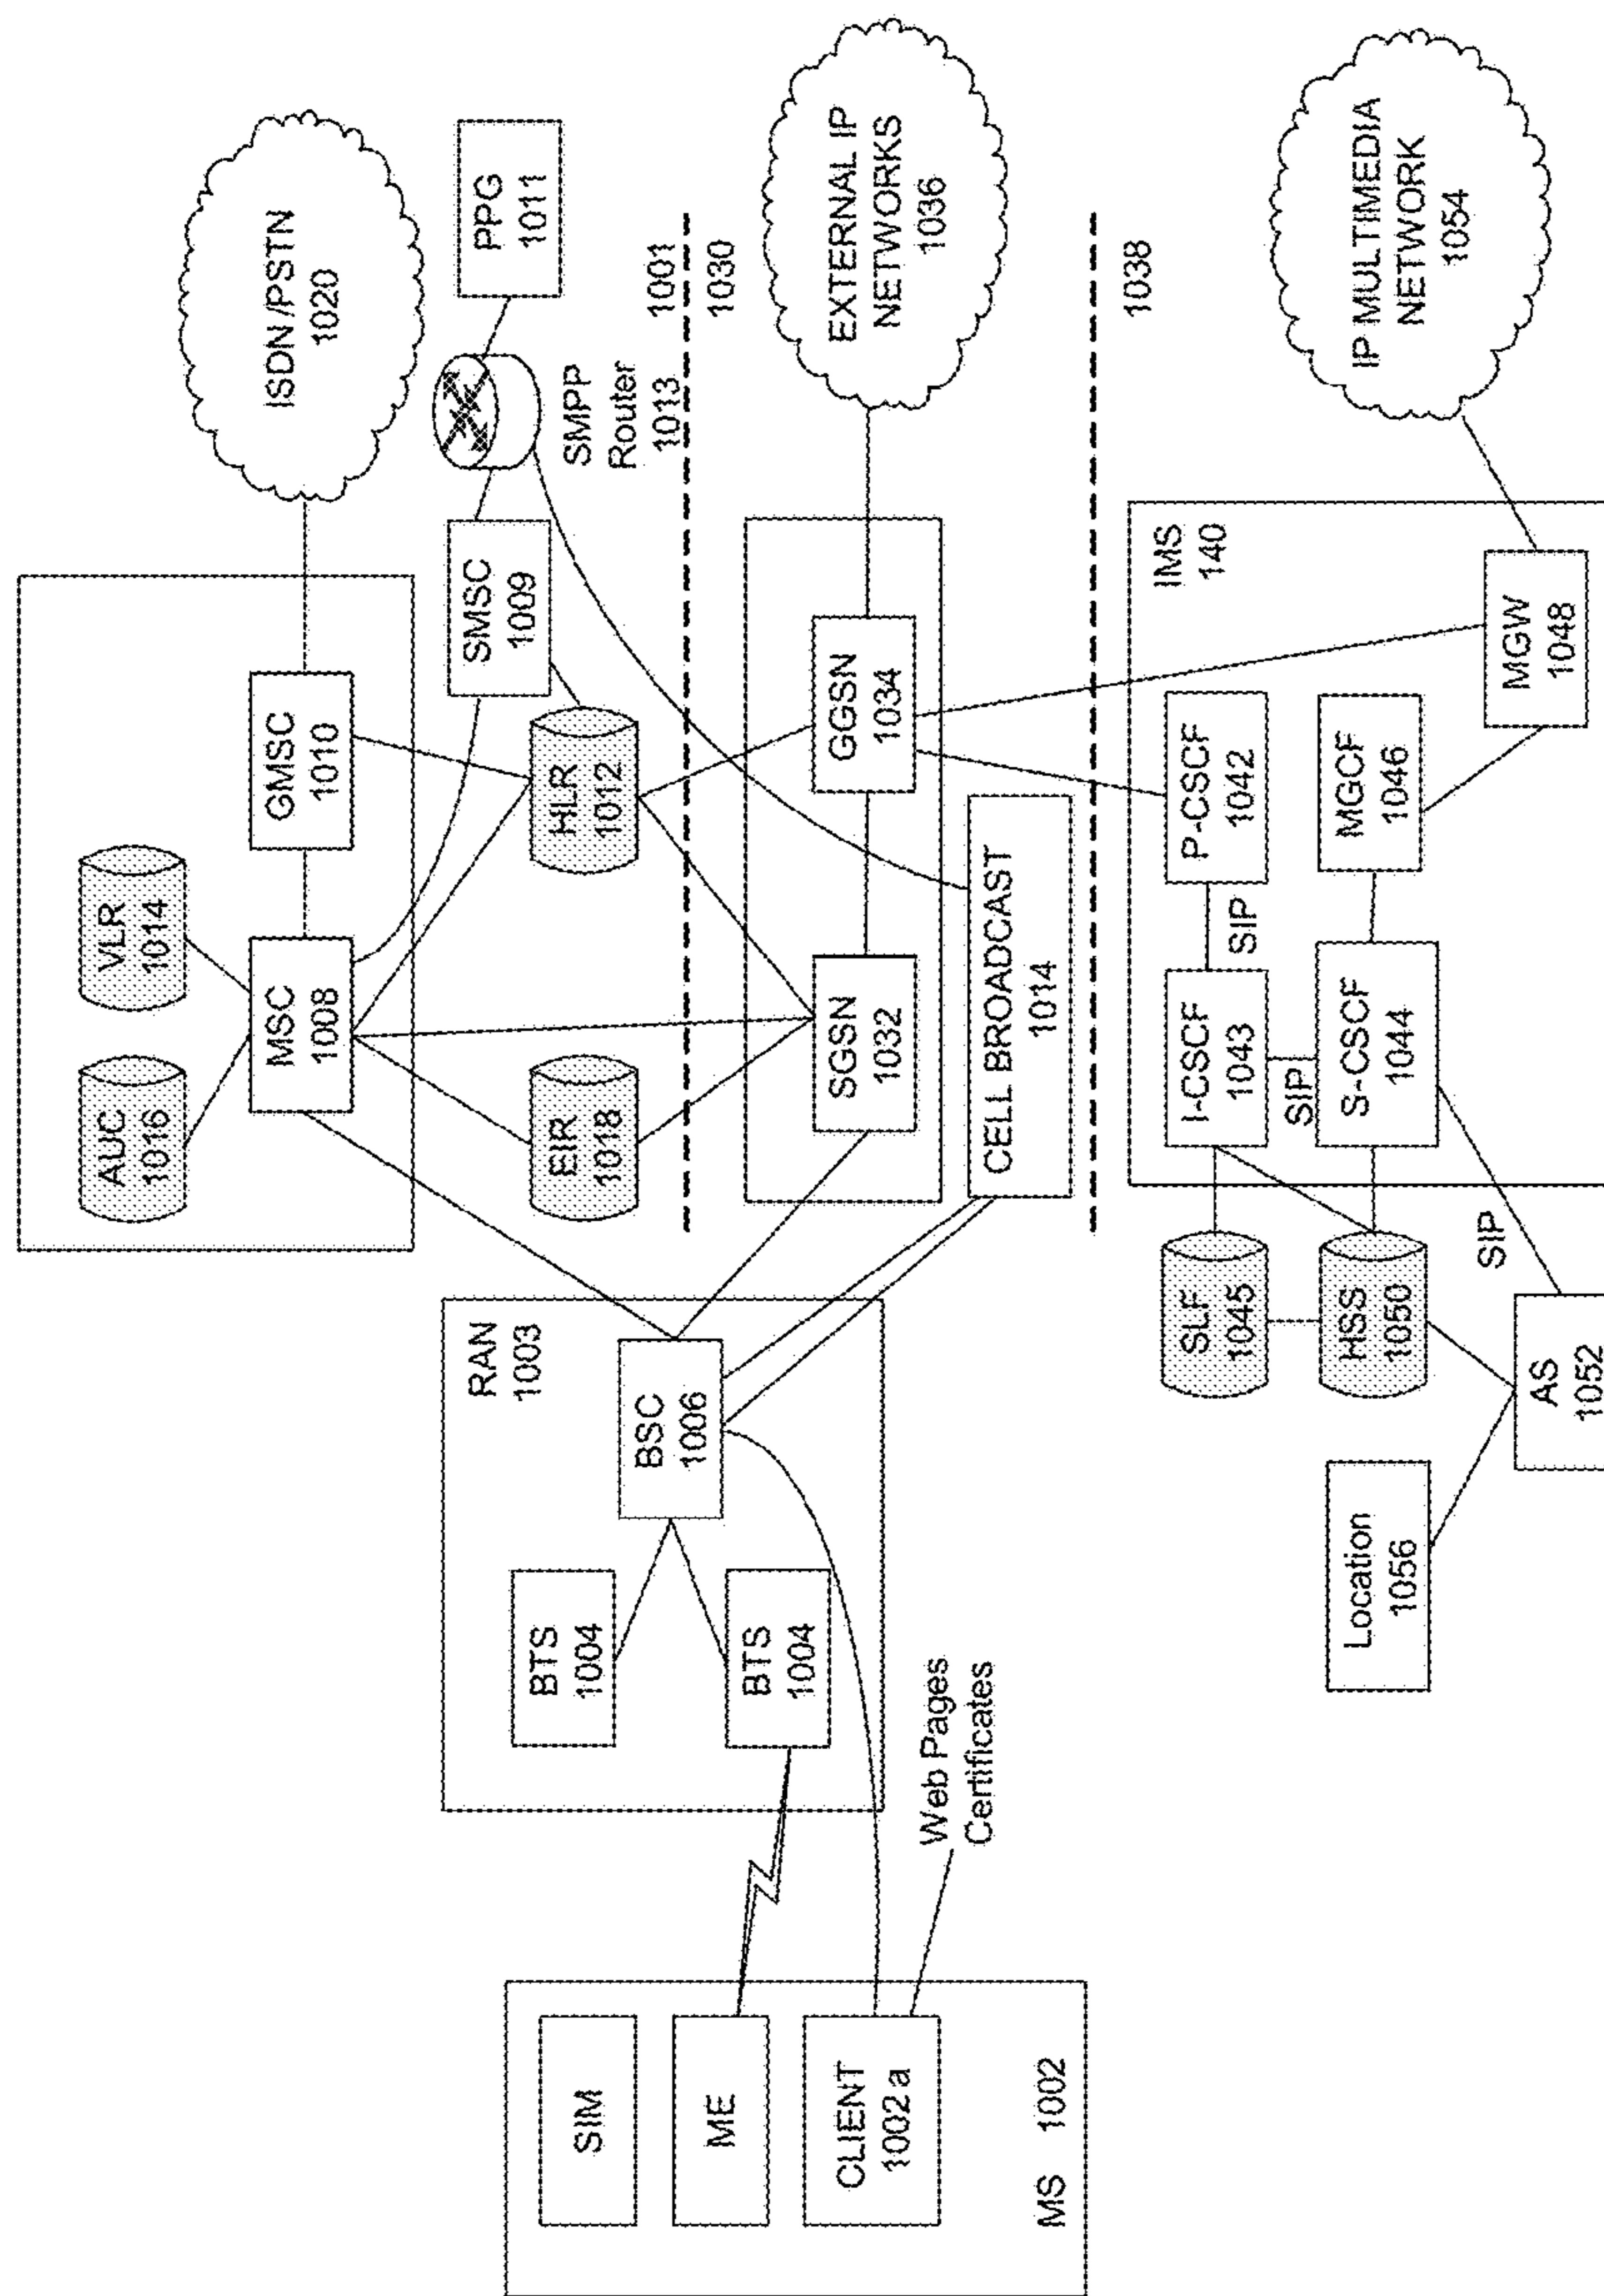 AUC
1016
VLR
1014
MSC
1008
GMSC
1010
ISDN/PSTN
1020
EIR
1018
HLR
1012
SMSC
1009
PPG
1011
SMPP
Router
1013
1001
1030
SGSN
1032
GGSN
1034
EXTERNAL IP
NETWORKS
1036
CELL BROADCAST
1014
1038
RAN
1003
BTS
1004
BTS
1004
BSC
1006
SIM
ME
CLIENT
1002a
MS 1002
Web Pages
Certificates
IMS
140
I-CSCF
1043
SIP
P-CSCF
1042
SIP
S-CSCF
1044
MGCF
1046
MGW
1048
IP MULTIMEDIA
NETWORK
1054
SLF
1045
HSS
1050
SIP
AS
1052
Location
1056